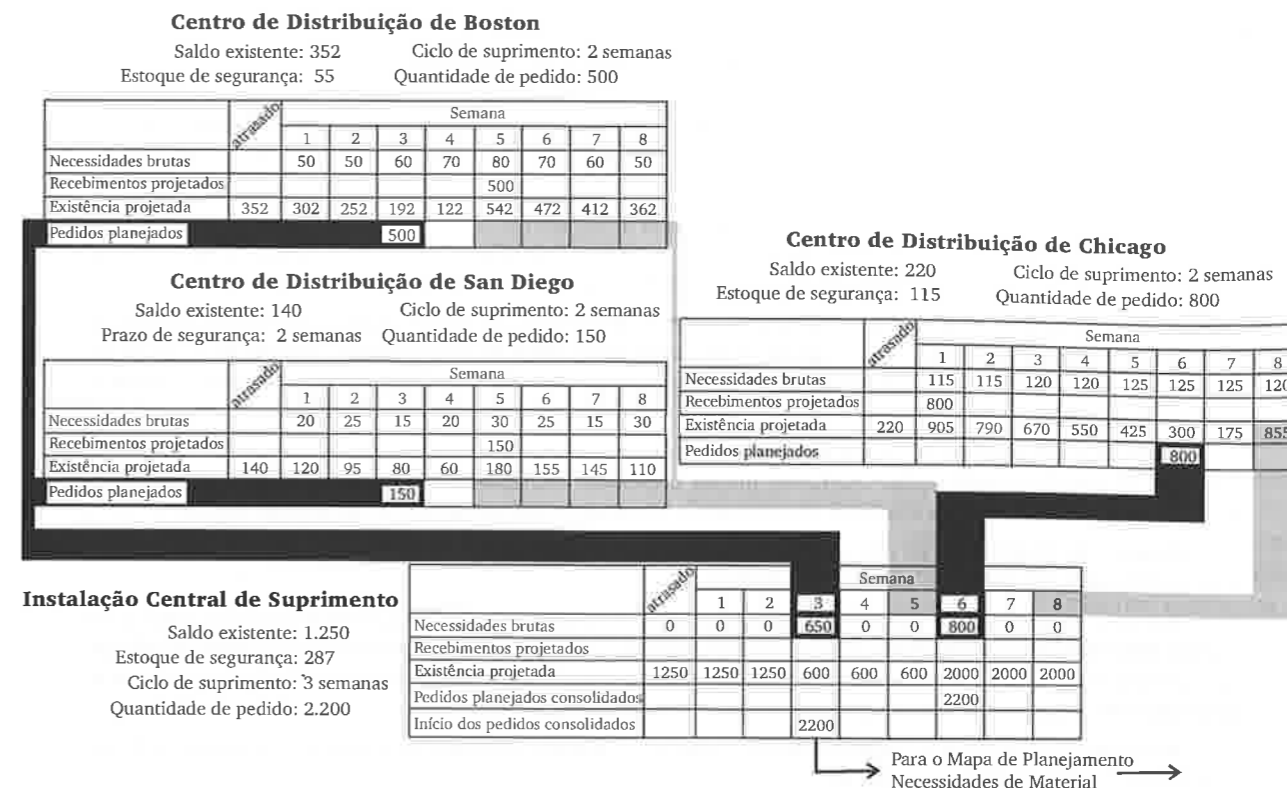 Centro de Distribuição de Boston
Saldo existente: 352 Ciclo de suprimento: 2 semanas
Estoque de segurança: 55 Quantidade de pedido: 500
atrasado Semana
1 2 3 4 5 6 7 8
Necessidades brutas 50 50 60 70 80 70 60 50
Recebimentos projetados 500
Existência projetada 352 302 252 192 122 542 472 412 362
Pedidos planejados 500
Centro de Distribuição de San Diego
Saldo existente: 140 Ciclo de suprimento: 2 semanas
Prazo de segurança: 2 semanas Quantidade de pedido: 150
atrasado Semana
1 2 3 4 5 6 7 8
Necessidades brutas 20 25 15 20 30 25 15 30
Recebimentos projetados 150
Existência projetada 140 120 95 80 60 180 155 145 110
Pedidos planejados 150
Centro de Distribuição de Chicago
Saldo existente: 220 Ciclo de suprimento: 2 semanas
Estoque de segurança: 115 Quantidade de pedido: 800
atrasado Semana
1 2 3 4 5 6 7 8
Necessidades brutas 115 115 120 120 125 125 125 120
Recebimentos projetados 800
Existência projetada 220 905 790 670 550 425 300 175 855
Pedidos planejados 800
Instalação Central de Suprimento
Saldo existente: 1.250
Estoque de segurança: 287
Ciclo de suprimento: 3 semanas
Quantidade de pedido: 2.200
atrasado Semana
1 2 3 4 5 6 7 8
Necessidades brutas 0 0 0 650 0 0 800 0 0
Recebimentos projetados
Existência projetada 1250 1250 1250 600 600 600 2000 2000 2000
Pedidos planejados consolidados 2200
Início dos pedidos consolidados 2200
Para o Mapa de Planejamento
Necessidades de Material